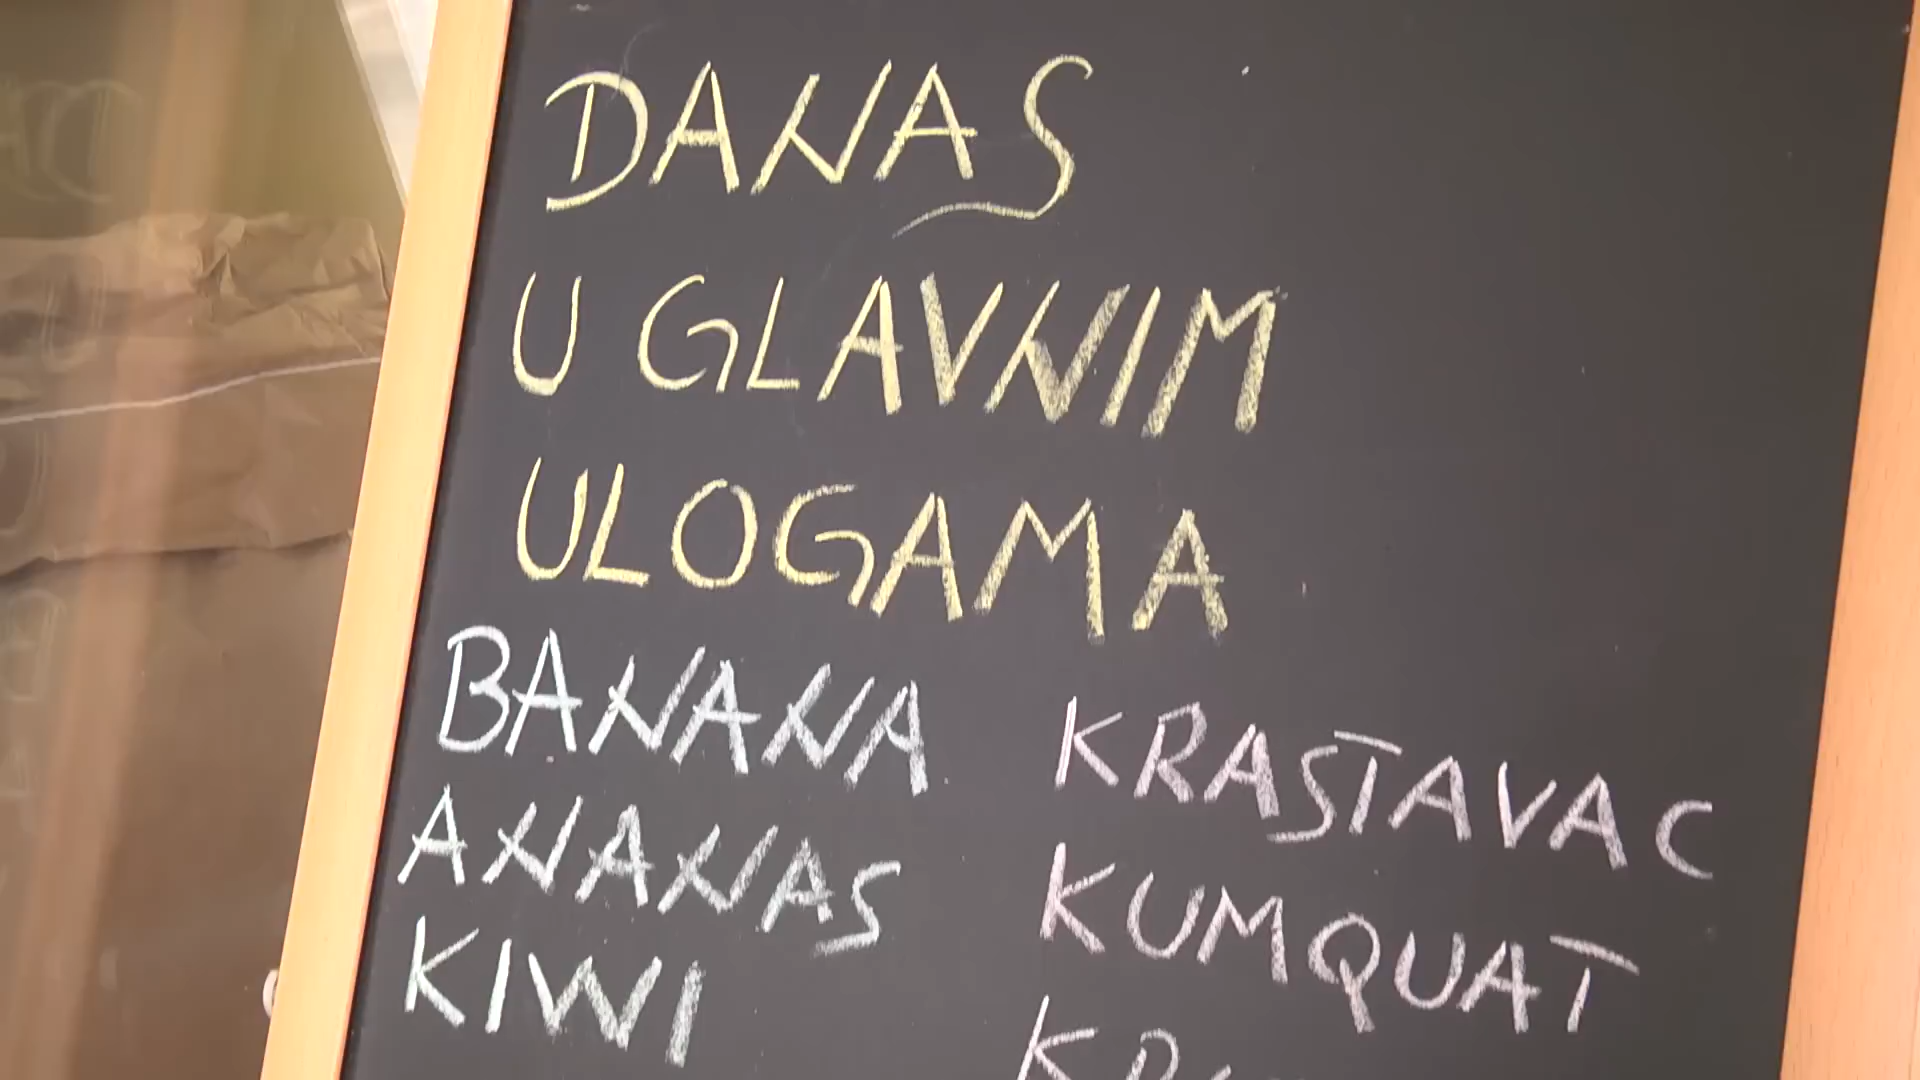 DANAS
U GLAVNIM
ULOGAMA
BANANA
ANANAS
KIWI
KRASTAVAC
KUMQUAT